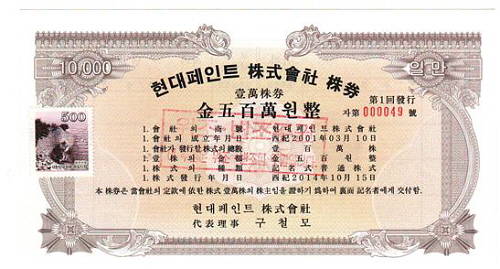 10,000
일만
현대페인트 株式會社 株券
壹萬株券
第1回發行
金五百萬원整
자第 000049 號
500
1. 會社의 商號 현대페인트 株式會社
1. 會社의 成立年月日 西紀2001年03月10日
1. 會社가 發行한 株式의 總數 壹百萬株
1. 壹株의 金額 金五百원整
1. 株式의 種類 記名式普通株式
1. 株式發行年月日 西紀2014年10月15日
本 株券은 當會社의 定款에 依한 株式 壹萬株의 株主임을 證하기 爲하여 裏面 記名者에게 交付함.
현대페인트 株式會社
代表理事 구철모